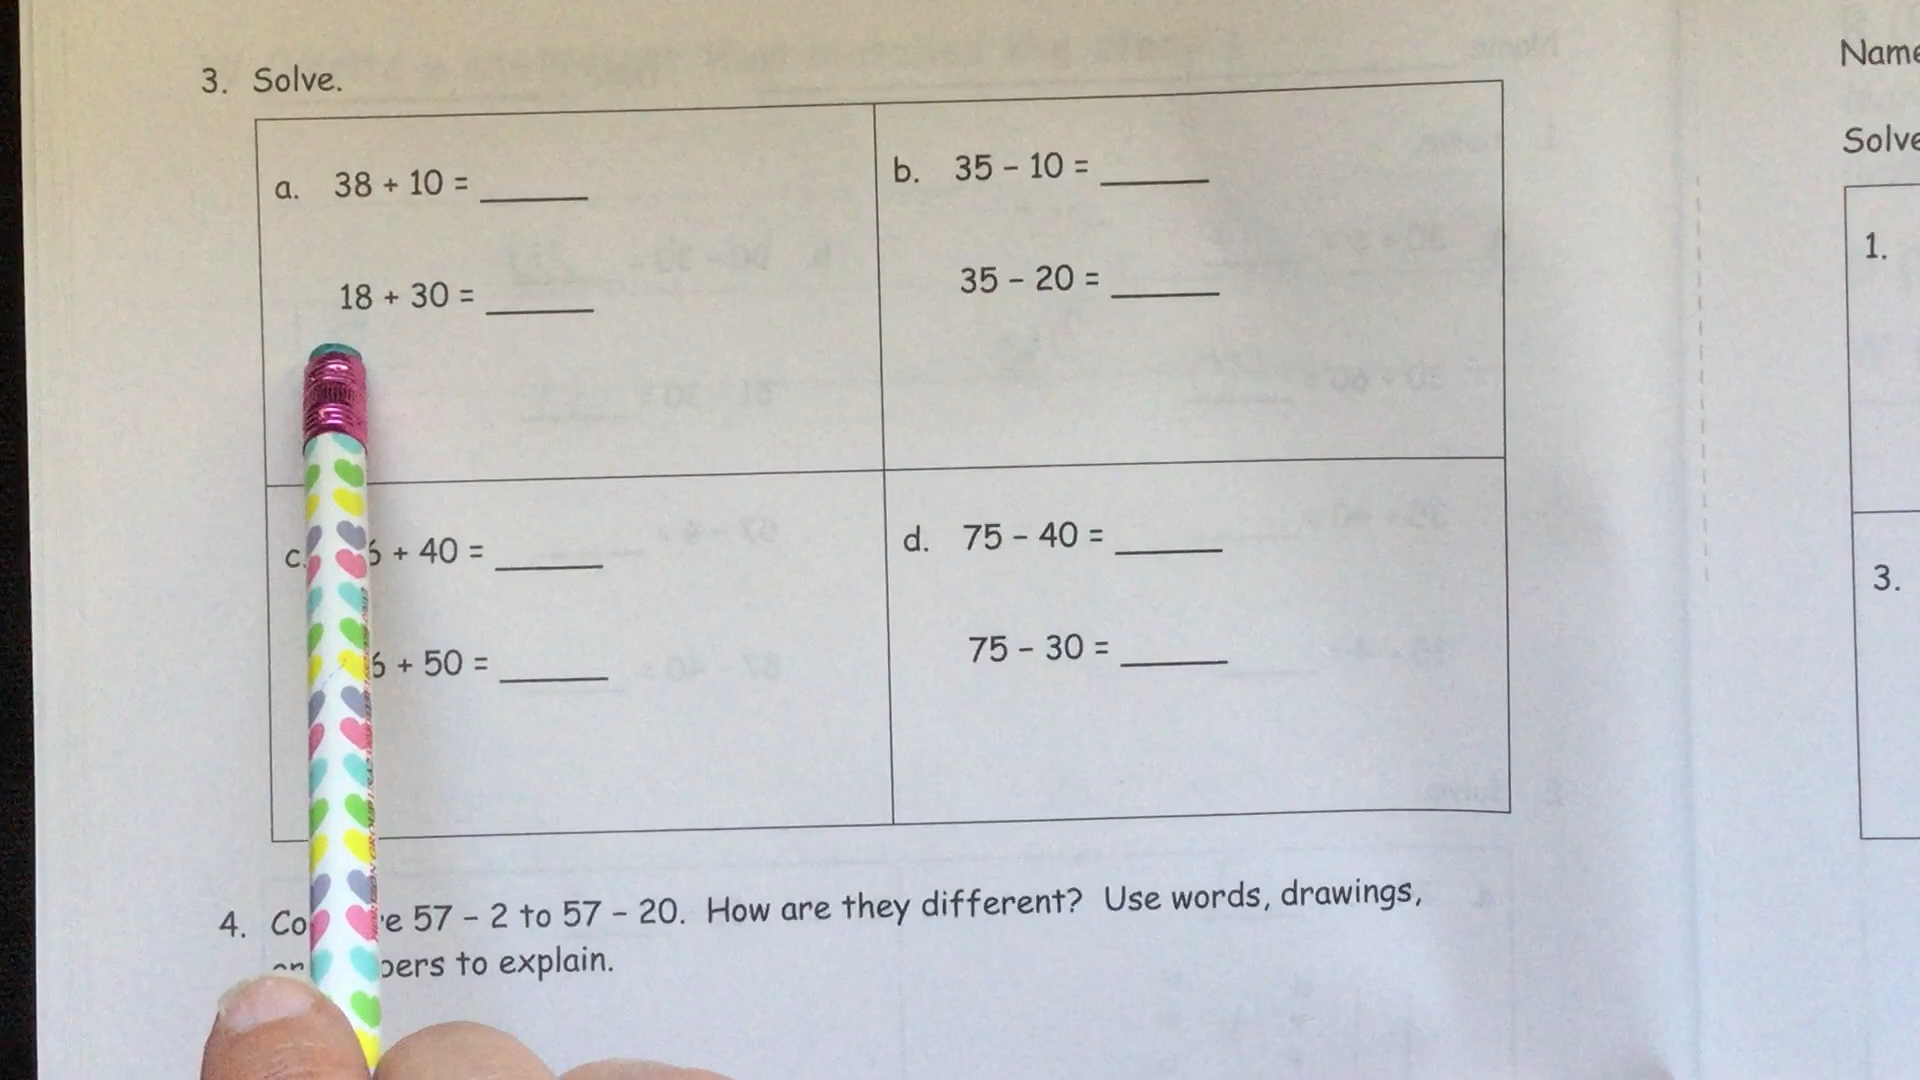 3. Solve.
a. 38 + 10 = ______
18 + 30 = ______
b. 35 - 10 = ______
35 - 20 = ______
c. 6 + 40 = ______
6 + 50 = ______
d. 75 - 40 = ______
75 - 30 = ______
4. 57 - 2 to 57 - 20. How are they different? Use words, drawings,
to explain.
Name
Solve
1.
3.